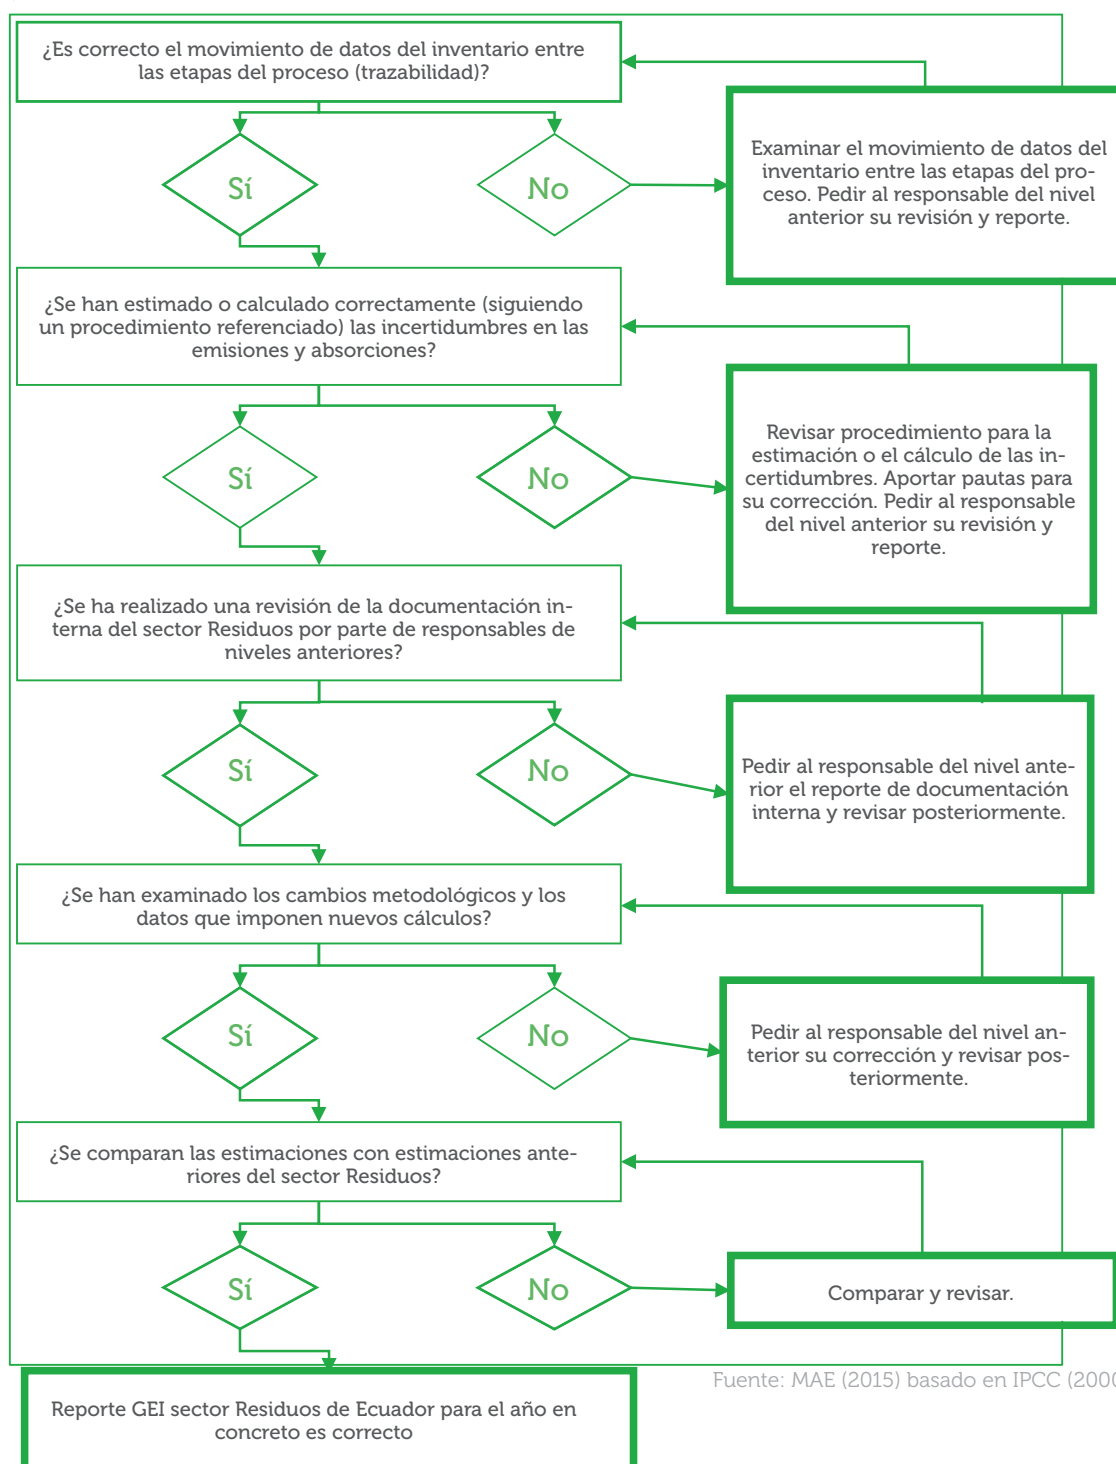 ¿Es correcto el movimiento de datos del inventario entre
las etapas del proceso (trazabilidad)?
Sí
No
Examinar el movimiento de datos del
inventario entre las etapas del pro-
ceso. Pedir al responsable del nivel
anterior su revisión y reporte.
¿Se han estimado o calculado correctamente (siguiendo
un procedimiento referenciado) las incertidumbres en las
emisiones y absorciones?
Sí
No
Revisar procedimiento para la
estimación o el cálculo de las in-
certidumbres. Aportar pautas para
su corrección. Pedir al responsable
del nivel anterior su revisión y
reporte.
¿Se ha realizado una revisión de la documentación in-
terna del sector Residuos por parte de responsables de
niveles anteriores?
Sí
No
Pedir al responsable del nivel ante-
rior el reporte de documentación
interna y revisar posteriormente.
¿Se han examinado los cambios metodológicos y los
datos que imponen nuevos cálculos?
Sí
No
Pedir al responsable del nivel an-
terior su corrección y revisar pos-
teriormente.
¿Se comparan las estimaciones con estimaciones ante-
riores del sector Residuos?
Sí
No
Comparar y revisar.
Fuente: MAE (2015) basado en IPCC (2000
Reporte GEI sector Residuos de Ecuador para el año en
concreto es correcto